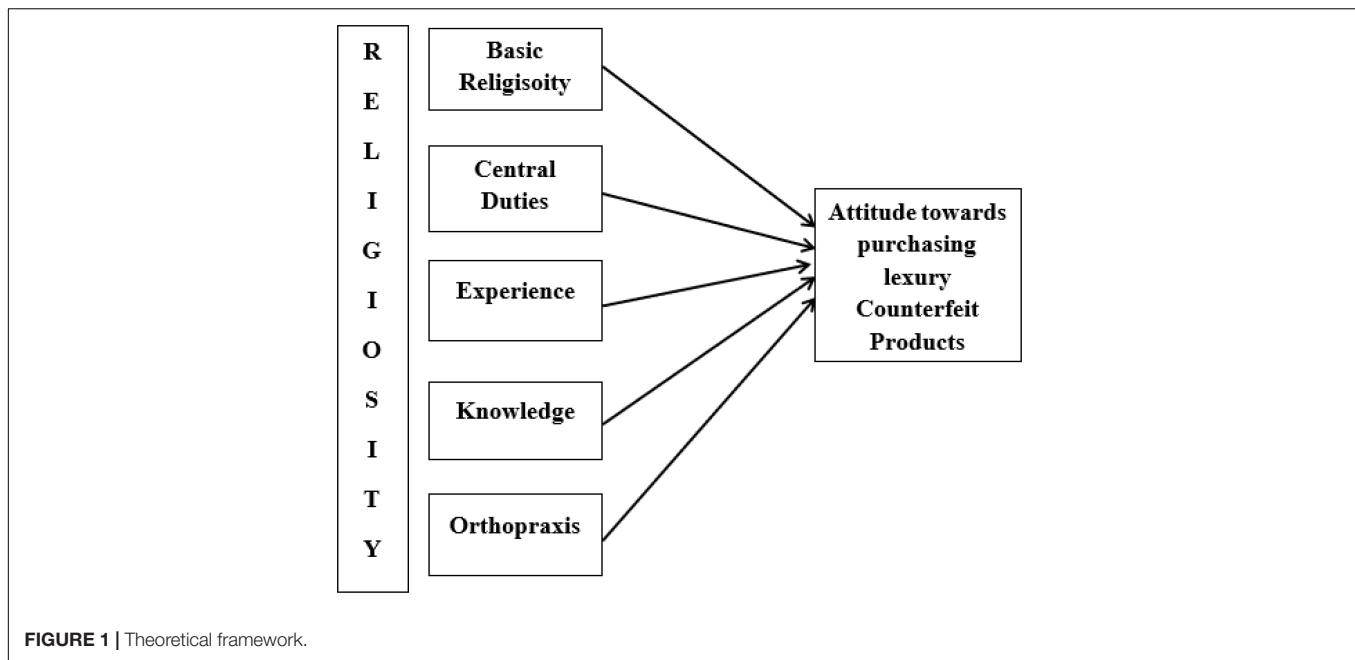 R
E
L
I
G
I
O
S
I
T
Y
Basic
Religisoity
Central
Duties
Experience
Knowledge
Orthopraxis
Attitude towards
purchasing
lexury
Counterfeit
Products
FIGURE 1 | Theoretical framework.